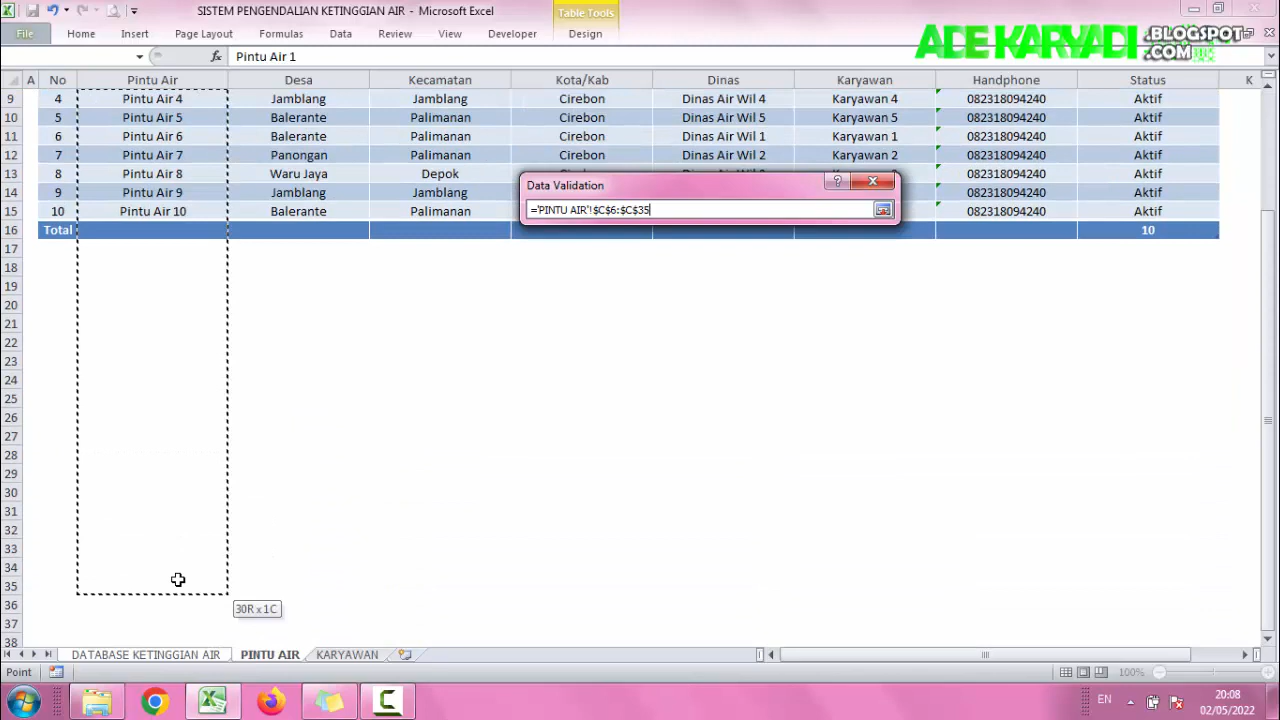 SISTEM PENGENDALIAN KETINGGIAN AIR - Microsoft Excel
Table Tools
File Home Insert Page Layout Formulas Data Review View Developer Design
ADE KARYADI .BLOGSPOT .COM
fx Pintu Air 1
A No Pintu Air Desa Kecamatan Kota/Kab Dinas Karyawan Handphone Status K
9 4 Pintu Air 4 Jamblang Jamblang Cirebon Dinas Air Wil 4 Karyawan 4 082318094240 Aktif
10 5 Pintu Air 5 Balerante Palimanan Cirebon Dinas Air Wil 5 Karyawan 5 082318094240 Aktif
11 6 Pintu Air 6 Balerante Palimanan Cirebon Dinas Air Wil 1 Karyawan 1 082318094240 Aktif
12 7 Pintu Air 7 Panongan Palimanan Cirebon Dinas Air Wil 2 Karyawan 2 082318094240 Aktif
13 8 Pintu Air 8 Waru Jaya Depok 082318094240 Aktif
Data Validation
14 9 Pintu Air 9 Jamblang Jamblang 082318094240 Aktif
15 10 Pintu Air 10 Balerante Palimanan 082318094240 Aktif
='PINTU AIR'!$C$6:$C$35
16 Total 10
17
18
19
20
21
22
23
24
25
26
27
28
29
30
31
32
33
34
35
36
30R x 1C
37
38
DATABASE KETINGGIAN AIR PINTU AIR KARYAWAN
Point 100%
EN 20:08
02/05/2022